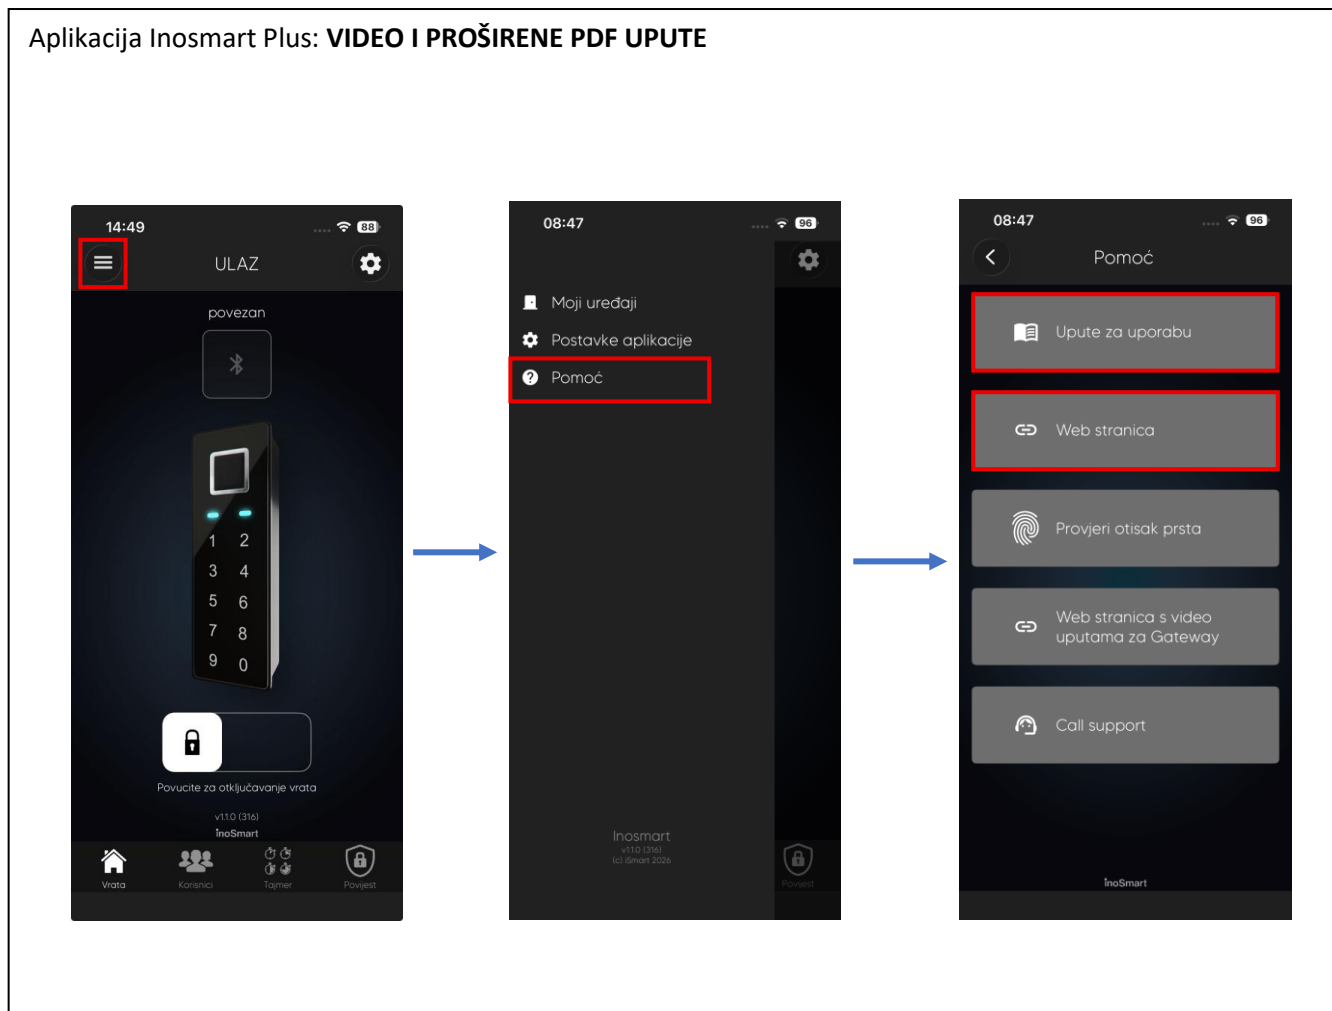 Aplikacija Inosmart Plus: VIDEO I PROŠIRENE PDF UPUTE
14:49
88
ULAZ
povezan
1 2
3 4
5 6
7 8
9 0
Povucite za otključavanje vrata
v1.1.0 (316)
inoSmart
Vrata
Korisnici
Tajmer
Povijest
08:47
96
Moji uređaji
Postavke aplikacije
Pomoć
Inosmart
v1.1.0 (316)
(c) iSmart 2026
Povijest
08:47
96
Pomoć
Upute za uporabu
Web stranica
Provjeri otisak prsta
Web stranica s video
uputama za Gateway
Call support
inoSmart